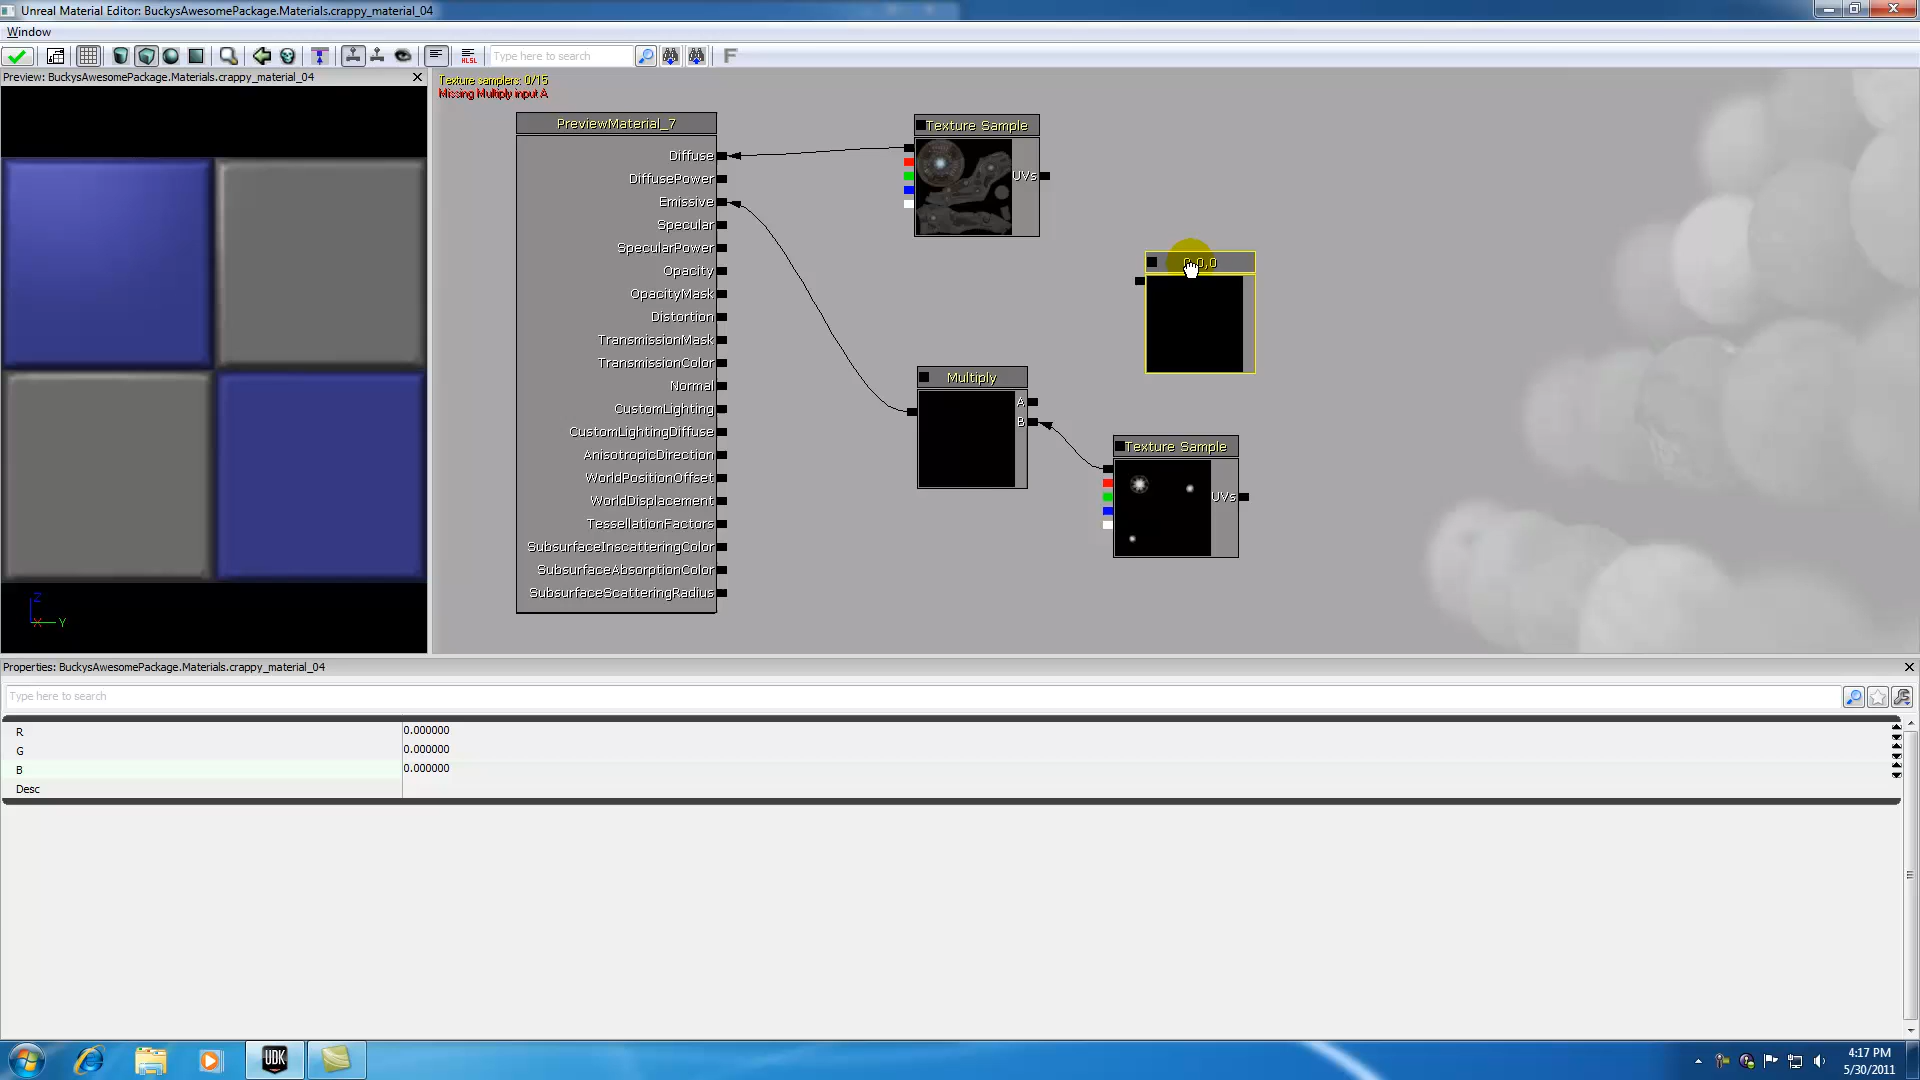 Unreal Material Editor: BuckysAwesomePackage.Materials.crappy_material_04
Window
HLSL
Type here to search
F
Preview: BuckysAwesomePackage.Materials.crappy_material_04
Texture samplers: 0/15
Missing Multiply input A
PreviewMaterial_7
Diffuse
DiffusePower
Emissive
Specular
SpecularPower
Opacity
OpacityMask
Distortion
TransmissionMask
TransmissionColor
Normal
CustomLighting
CustomLightingDiffuse
AnisotropicDirection
WorldPositionOffset
WorldDisplacement
TessellationFactors
SubsurfaceInscatteringColor
SubsurfaceAbsorptionColor
SubsurfaceScatteringRadius
Texture Sample
UVs
0,0,0
Multiply
A
B
Texture Sample
UVs
Z
X Y
Properties: BuckysAwesomePackage.Materials.crappy_material_04
Type here to search
R 0.000000
G 0.000000
B 0.000000
Desc
UDK
4:17 PM
5/30/2011